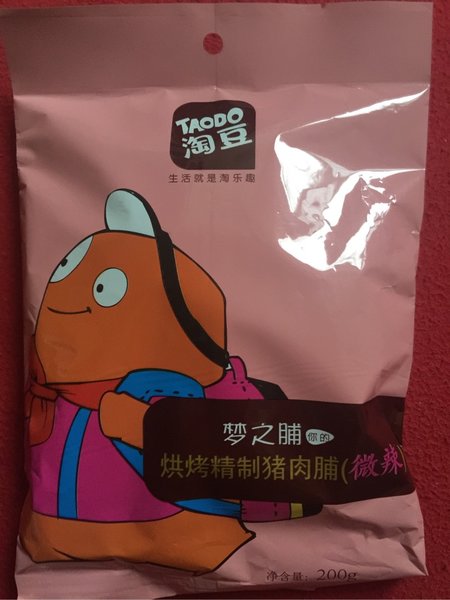 TAODO
淘豆
生活就是淘乐趣
梦之脯 你的
烘烤精制猪肉脯(微辣)
净含量: 200g